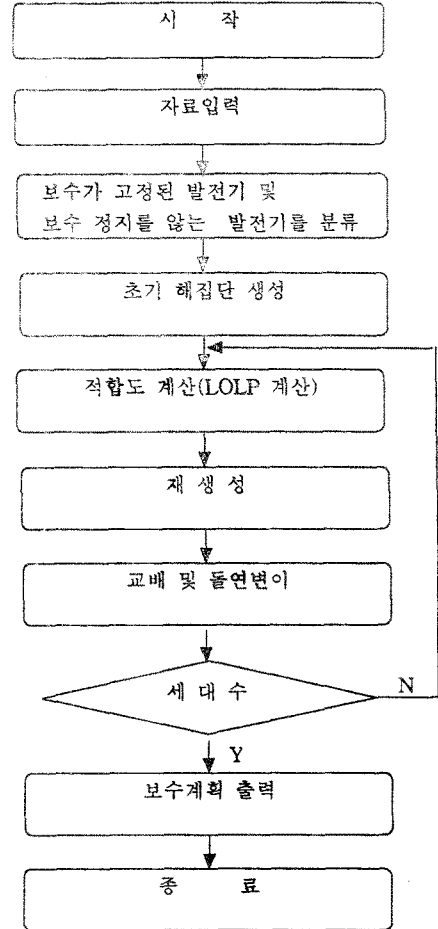 시 작
자료입력
보수가 고정된 발전기 및
보수 정지를 않는 발전기를 분류
초기 해집단 생성
적합도 계산(LOLP 계산)
재 생 성
교배 및 돌연변이
세 대 수
N
Y
보수계획 출력
종 료